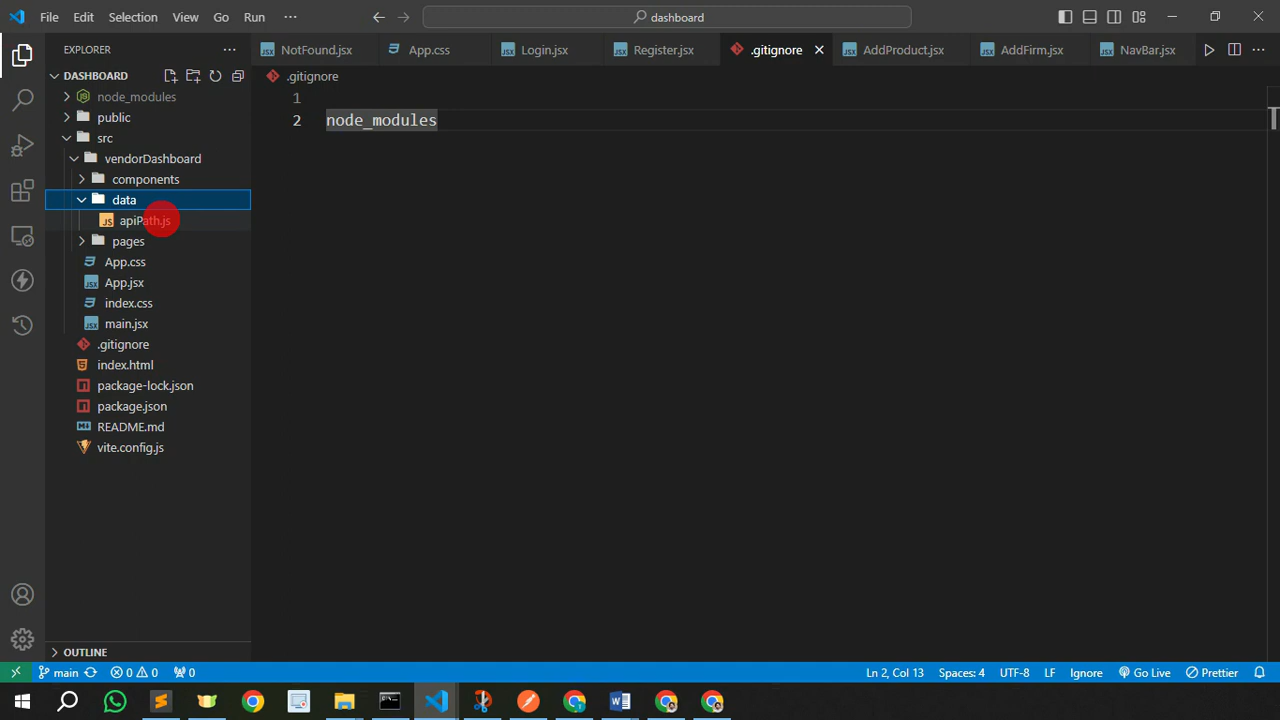 File Edit Selection View Go Run ··· dashboard
EXPLORER
NotFound.jsx App.css Login.jsx Register.jsx .gitignore AddProduct.jsx AddFirm.jsx NavBar.jsx
DASHBOARD
.gitignore
node_modules
public
src
vendorDashboard
components
data
apiPath.js
pages
App.css
App.jsx
index.css
main.jsx
.gitignore
index.html
package-lock.json
package.json
README.md
vite.config.js
1
2 node_modules
OUTLINE
main 0 0 0 Ln 2, Col 13 Spaces: 4 UTF-8 LF Ignore Go Live Prettier